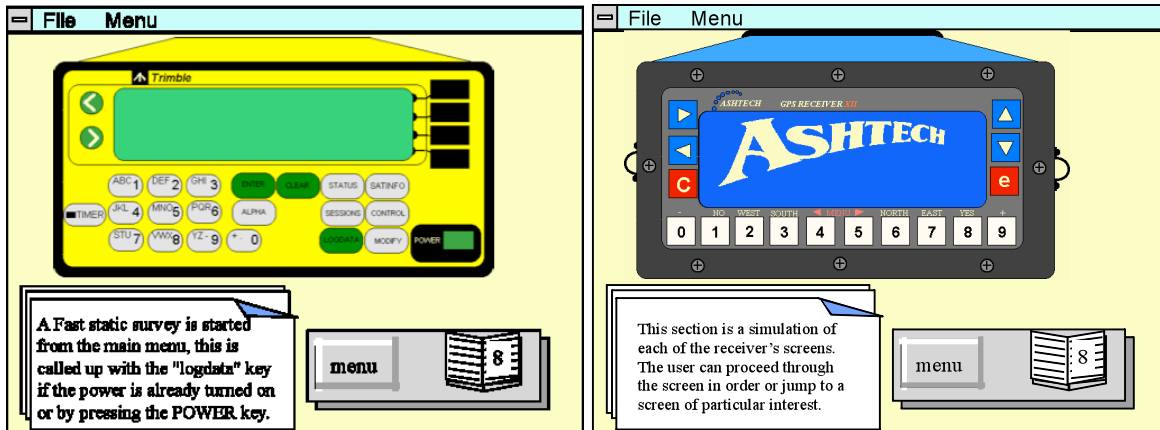 File Menu
Trimble
ABC 1 DEF 2 GHI 3 ENTER CLEAR STATUS SATINFO
TIMER JKL 4 MNO 5 PQR 6 ALPHA SESSIONS CONTROL
STU 7 VWX 8 YZ - 9 + . 0 LOGDATA MODIFY POWER
A Fast static survey is started
from the main menu, this is
called up with the "logdata" key
if the power is already turned on
or by pressing the POWER key.
menu
8
File Menu
ASHTECH GPS RECEIVER XII
ASHTECH
C e
- NO WEST SOUTH MENU NORTH EAST YES +
0 1 2 3 4 5 6 7 8 9
This section is a simulation of
each of the receiver's screens.
The user can proceed through
the screen in order or jump to a
screen of particular interest.
menu
8